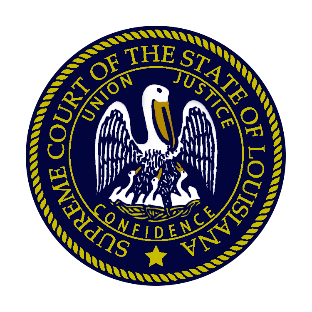 SUPREME COURT OF THE STATE OF LOUISIANA
UNION JUSTICE
CONFIDENCE